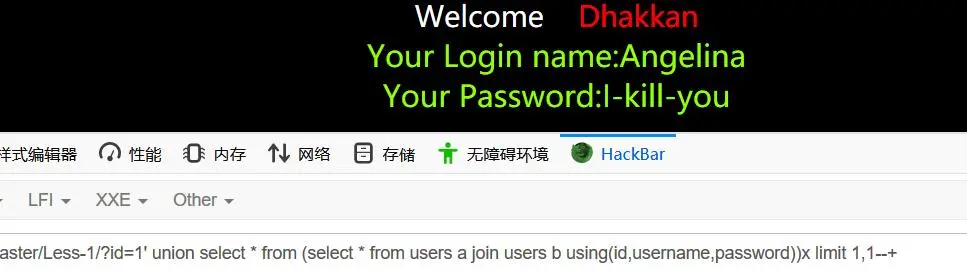 Welcome Dhakkan
Your Login name:Angelina
Your Password:I-kill-you
样式编辑器 性能 内存 网络 存储 无障碍环境 HackBar
LFI XXE Other
aster/Less-1/?id=1' union select * from (select * from users a join users b using(id,username,password))x limit 1,1--+